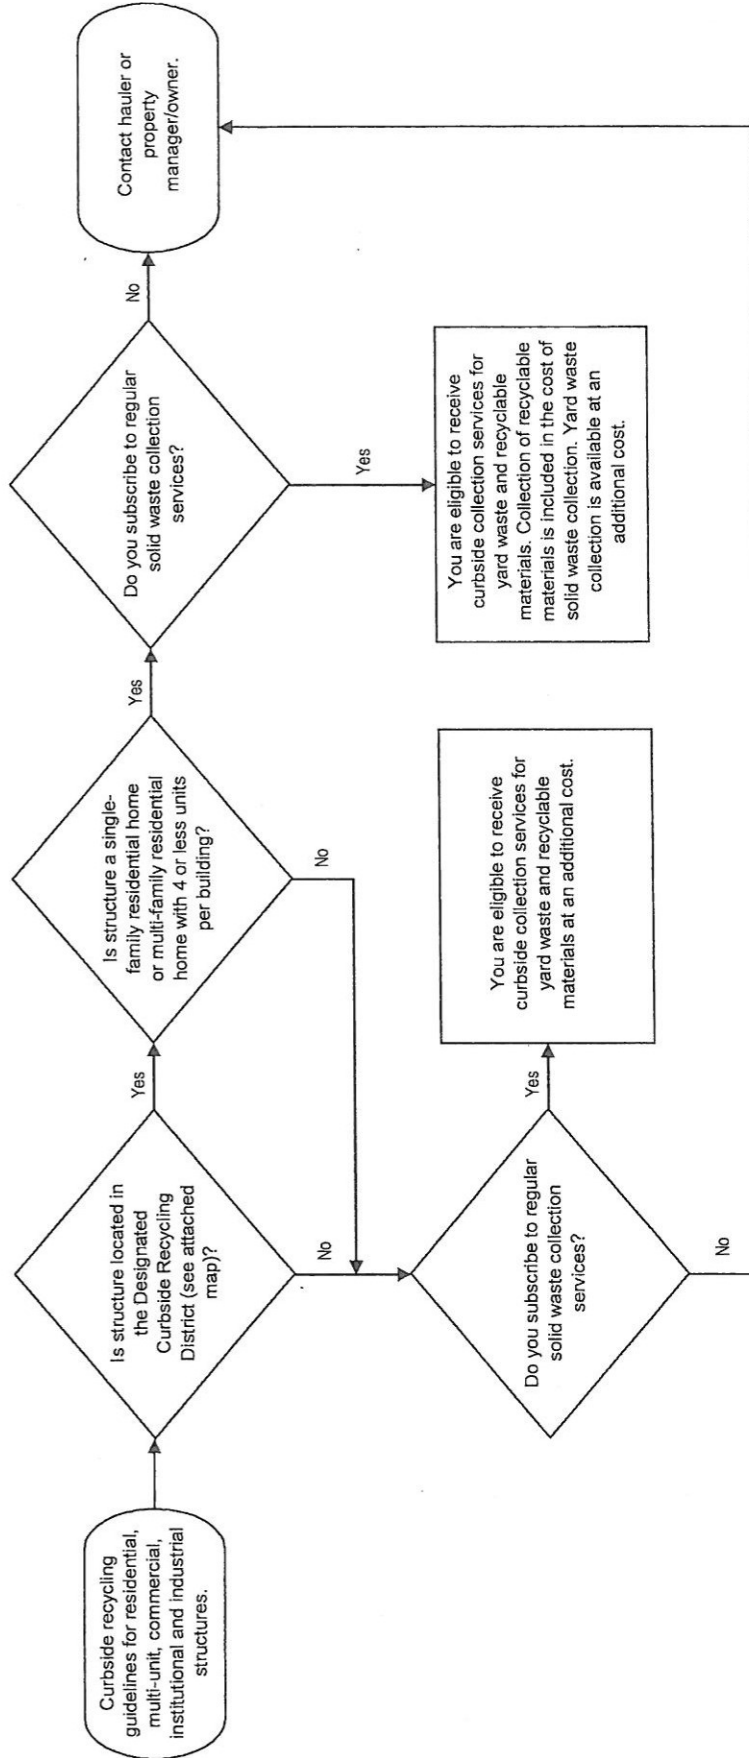 Curbside recycling
guidelines for residential,
multi-unit, commercial,
institutional and industrial
structures.
Is structure located in
the Designated
Curbside Recycling
District (see attached
map)?
Yes
No
Is structure a single-
family residential home
or multi-family residential
home with 4 or less units
per building?
Yes
No
Do you subscribe to regular
solid waste collection
services?
No
Yes
Contact hauler or
property
manager/owner.
You are eligible to receive
curbside collection services for
yard waste and recyclable
materials. Collection of recyclable
materials is included in the cost of
solid waste collection. Yard waste
collection is available at an
additional cost.
Do you subscribe to regular
solid waste collection
services?
Yes
No
You are eligible to receive
curbside collection services for
yard waste and recyclable
materials at an additional cost.